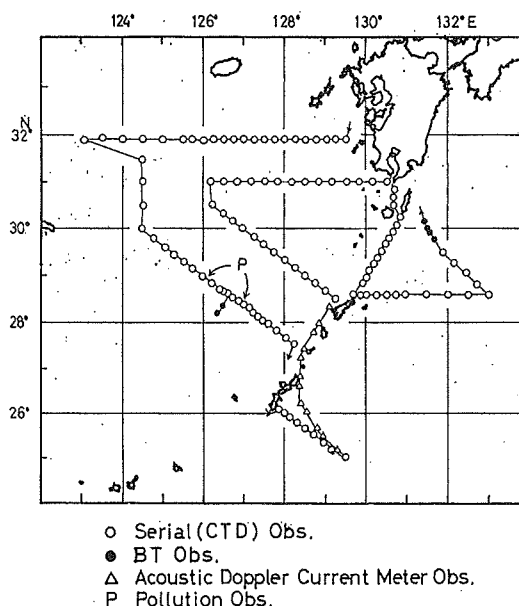 124° 126° 128° 130° 132°E
N
32°
30°
P
28°
26°
○ Serial(CTD) Obs.
● BT Obs.
△ Acoustic Doppler Current Meter Obs.
P Pollution Obs.